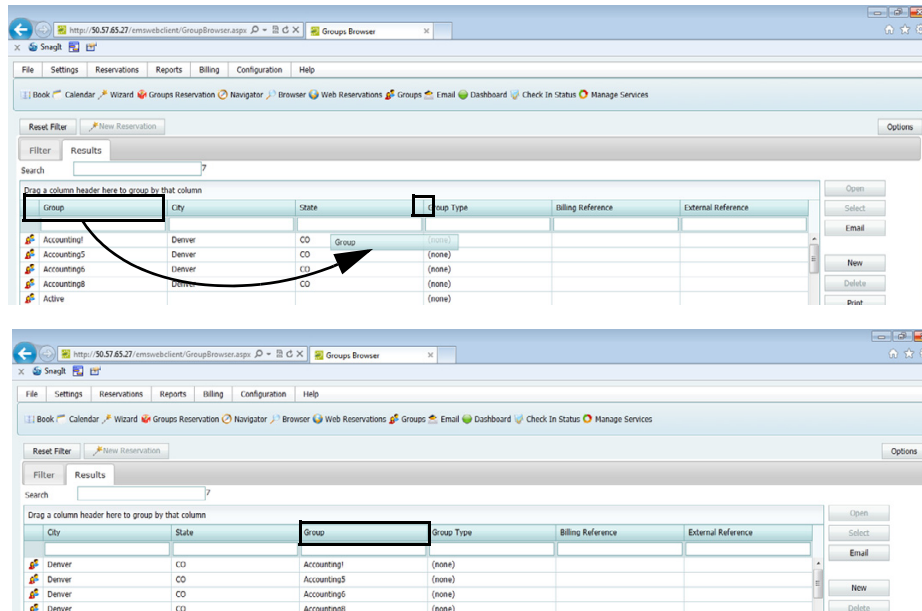 http://50.57.65.27/emswebclient/GroupBrowser.aspx Groups Browser ×
x SnagIt
File Settings Reservations Reports Billing Configuration Help
Book Calendar Wizard Groups Reservation Navigator Browser Web Reservations Groups Email Dashboard Check In Status Manage Services
Reset Filter New Reservation Options
Filter Results
Search
Drag a column header here to group by that column Open
Group City State Group Type Billing Reference External Reference Select
Email
Accounting! Denver CO Group (none)
Accounting5 Denver CO (none)
Accounting6 Denver CO (none) New
Accounting8 Denver CO (none) Delete
Active (none) Print
http://50.57.65.27/emswebclient/GroupBrowser.aspx Groups Browser ×
x SnagIt
File Settings Reservations Reports Billing Configuration Help
Book Calendar Wizard Groups Reservation Navigator Browser Web Reservations Groups Email Dashboard Check In Status Manage Services
Reset Filter New Reservation Options
Filter Results
Search
Drag a column header here to group by that column Open
City State Group Group Type Billing Reference External Reference Select
Email
Denver CO Accounting! (none)
Denver CO Accounting5 (none)
Denver CO Accounting6 (none) New
Denver CO Accounting8 (none) Delete